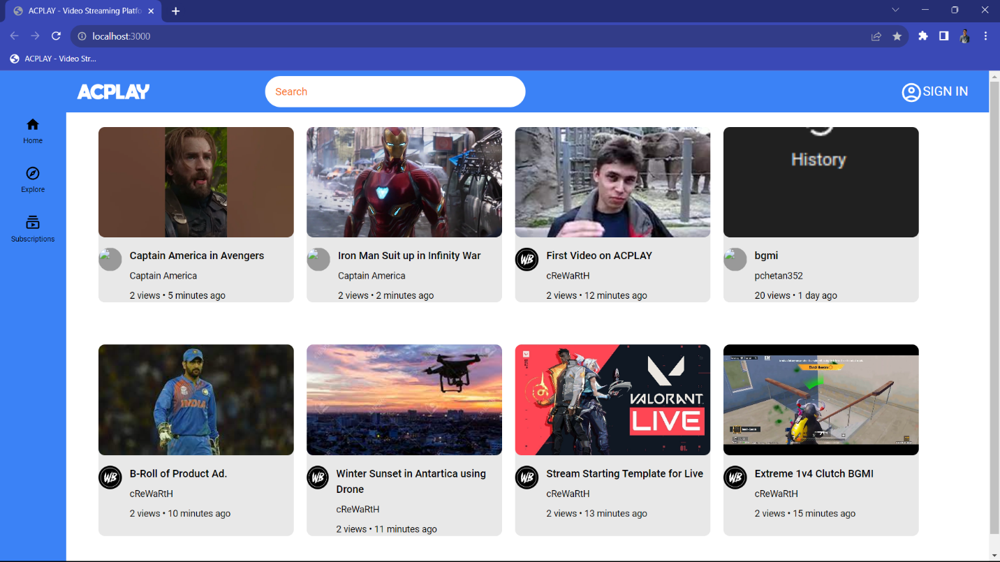 ACPLAY - Video Streaming Platfo
localhost:3000
ACPLAY - Video Str...
ACPLAY
Search
SIGN IN
Home
Explore
Subscriptions
History
Captain America in Avengers
Captain America
2 views • 5 minutes ago
Iron Man Suit up in Infinity War
Captain America
2 views • 2 minutes ago
WB
First Video on ACPLAY
cReWaRtH
2 views • 12 minutes ago
bgmi
pchetan352
20 views • 1 day ago
INDIA
VALORANT
LIVE
WB
B-Roll of Product Ad.
cReWaRtH
2 views • 10 minutes ago
WB
Winter Sunset in Antartica using
Drone
cReWaRtH
2 views • 11 minutes ago
WB
Stream Starting Template for Live
cReWaRtH
2 views • 13 minutes ago
WB
Extreme 1v4 Clutch BGMI
cReWaRtH
2 views • 15 minutes ago